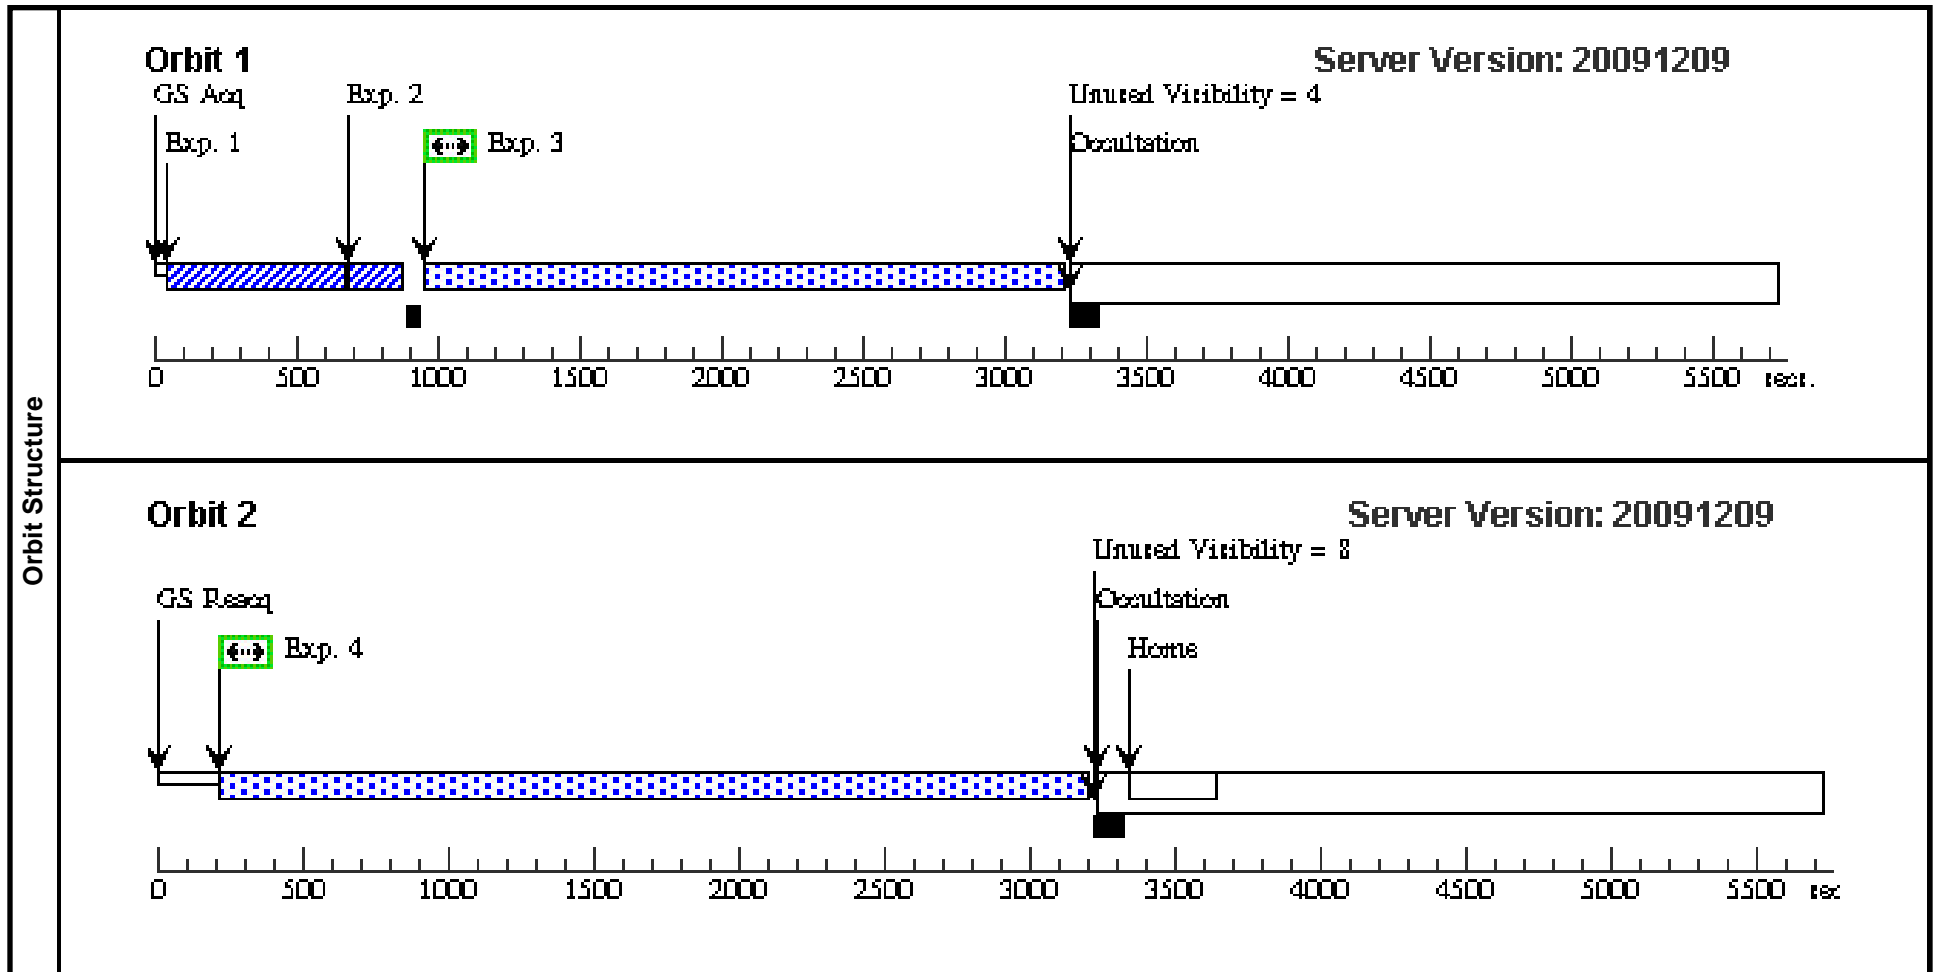 Orbit Structure
Orbit 1
Server Version: 20091209
GS Acq
Exp. 2
Unused Visibility = 4
Exp. 1
Exp. 3
Occultation
0 500 1000 1500 2000 2500 3000 3500 4000 4500 5000 5500 secs.
Orbit 2
Server Version: 20091209
Unused Visibility = 8
GS Reacq
Occultation
Exp. 4
Home
0 500 1000 1500 2000 2500 3000 3500 4000 4500 5000 5500 sec